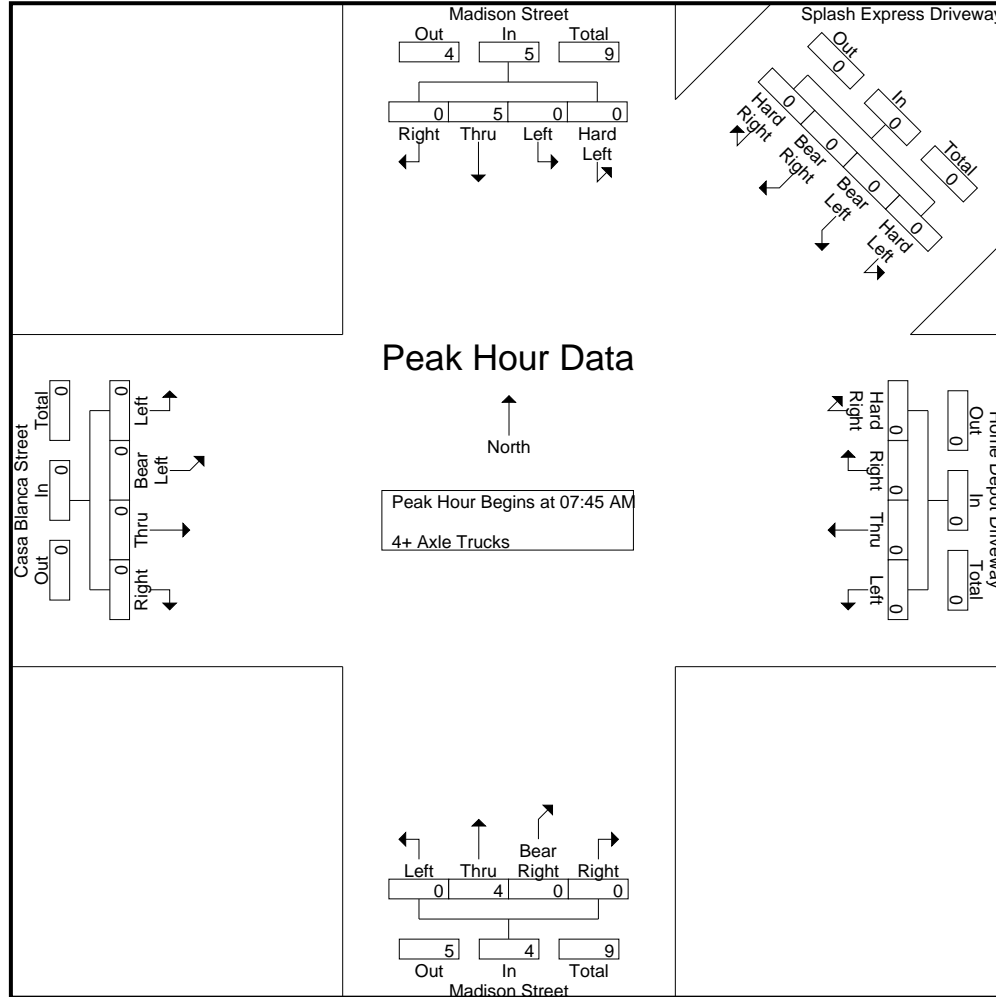 Madison Street
Out In Total
4 5 9
0 5 0 0
Right Thru Left Hard
Left
Splash Express Driveway
Out
0
In
0
Total
0
0 0 0 0
Hard
Right
Bear
Right
Bear
Left
Hard
Left
Peak Hour Data
North
Peak Hour Begins at 07:45 AM
4+ Axle Trucks
Casa Blanca Street
Total
0
In
0
Out
0
0 0 0 0
Left
Bear
Left
Thru
Right
Home Depot Driveway
Out
0
In
0
Total
0
0 0 0 0
Hard
Right
Right
Thru
Left
Bear
Left Thru Right Right
0 4 0 0
5 4 9
Out In Total
Madison Street